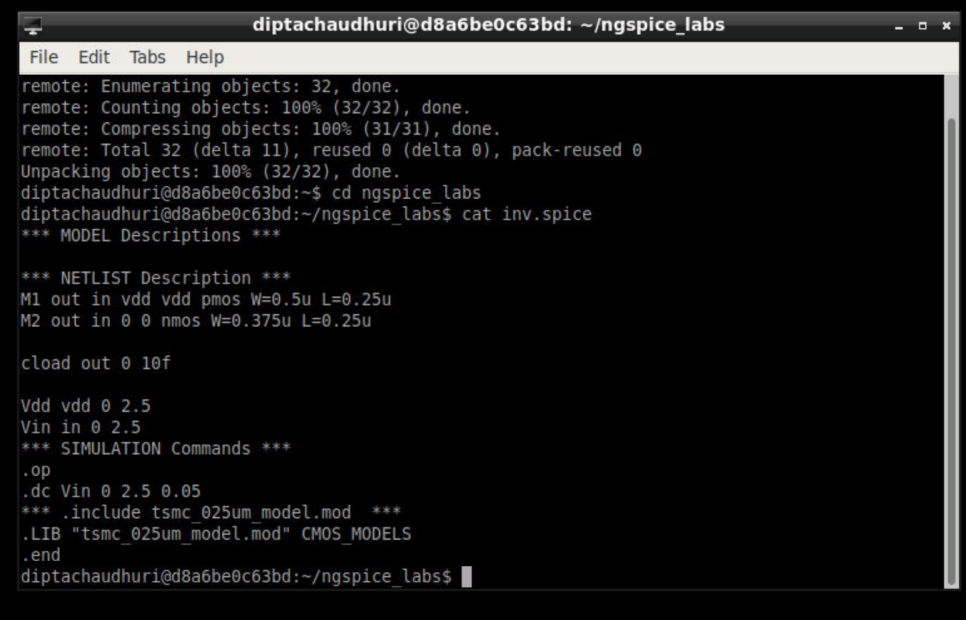 diptachaudhuri@d8a6be0c63bd: ~/ngspice_labs
File Edit Tabs Help
remote: Enumerating objects: 32, done.
remote: Counting objects: 100% (32/32), done.
remote: Compressing objects: 100% (31/31), done.
remote: Total 32 (delta 11), reused 0 (delta 0), pack-reused 0
Unpacking objects: 100% (32/32), done.
diptachaudhuri@d8a6be0c63bd:~$ cd ngspice_labs
diptachaudhuri@d8a6be0c63bd:~/ngspice_labs$ cat inv.spice
*** MODEL Descriptions ***
*** NETLIST Description ***
M1 out in vdd vdd pmos W=0.5u L=0.25u
M2 out in 0 0 nmos W=0.375u L=0.25u
cload out 0 10f
Vdd vdd 0 2.5
Vin in 0 2.5
*** SIMULATION Commands ***
.op
.dc Vin 0 2.5 0.05
*** .include tsmc_025um_model.mod  ***
.LIB "tsmc_025um_model.mod" CMOS_MODELS
.end
diptachaudhuri@d8a6be0c63bd:~/ngspice_labs$